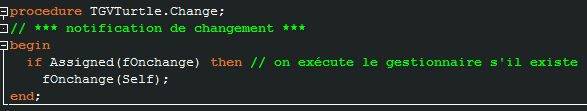 procedure TGVTurtle.Change;
// *** notification de changement ***
begin
if Assigned(fOnchange) then // on exécute le gestionnaire s'il existe
fOnchange(Self);
end;